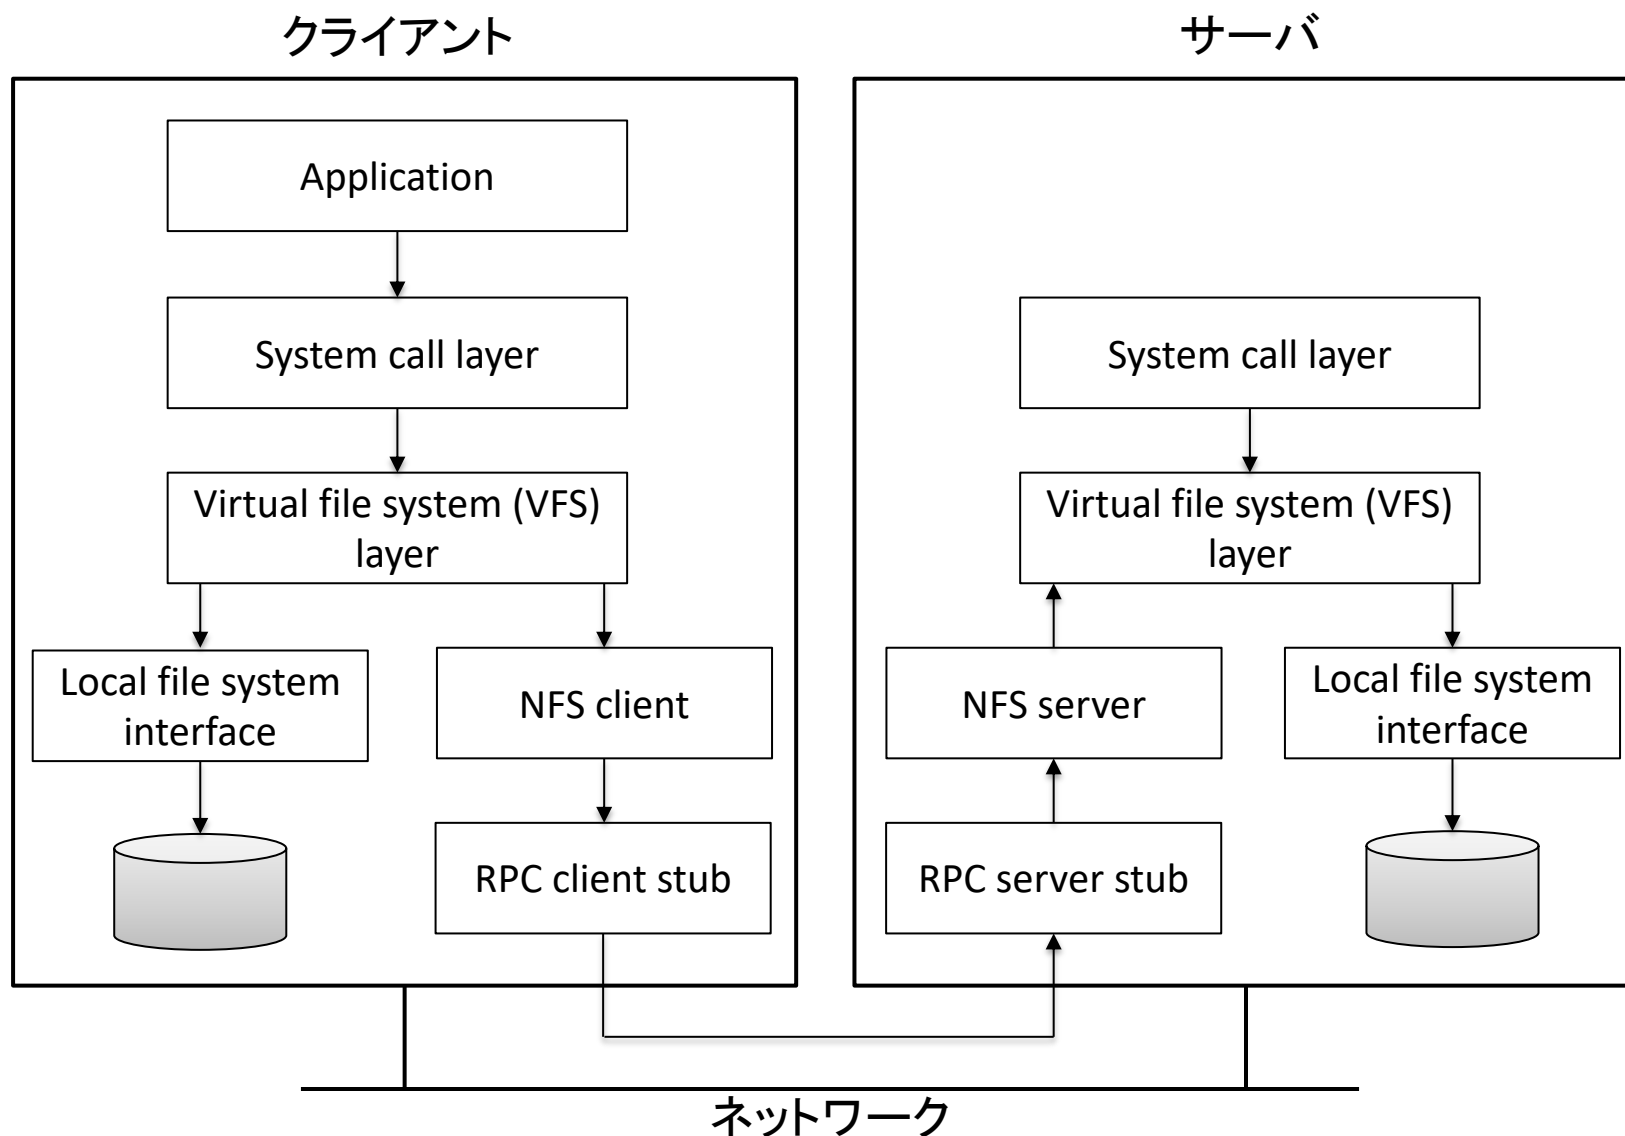 クライアント
サーバ
Application
System call layer
System call layer
Virtual file system (VFS)
layer
Virtual file system (VFS)
layer
Local file system
interface
NFS client
NFS server
Local file system
interface
RPC client stub
RPC server stub
ネットワーク